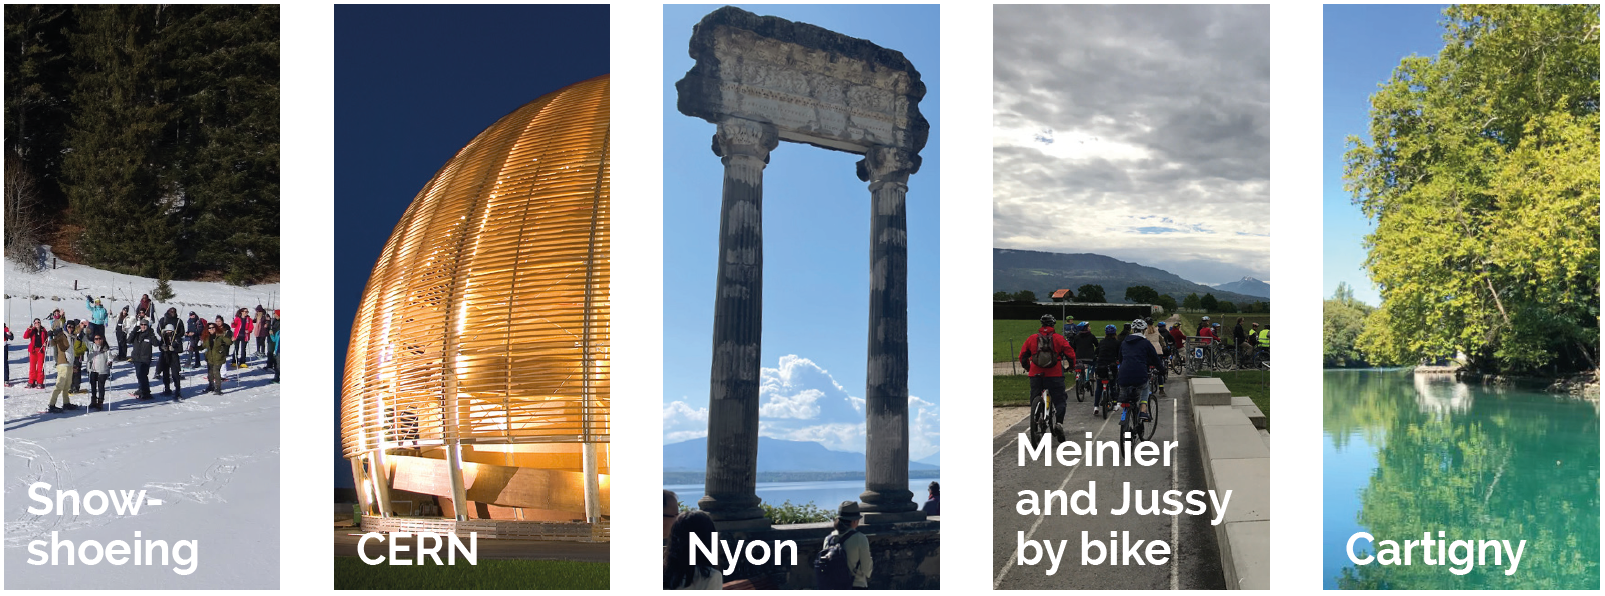 Snow-
shoeing
CERN
Nyon
Meinier
and Jussy
by bike
Cartigny